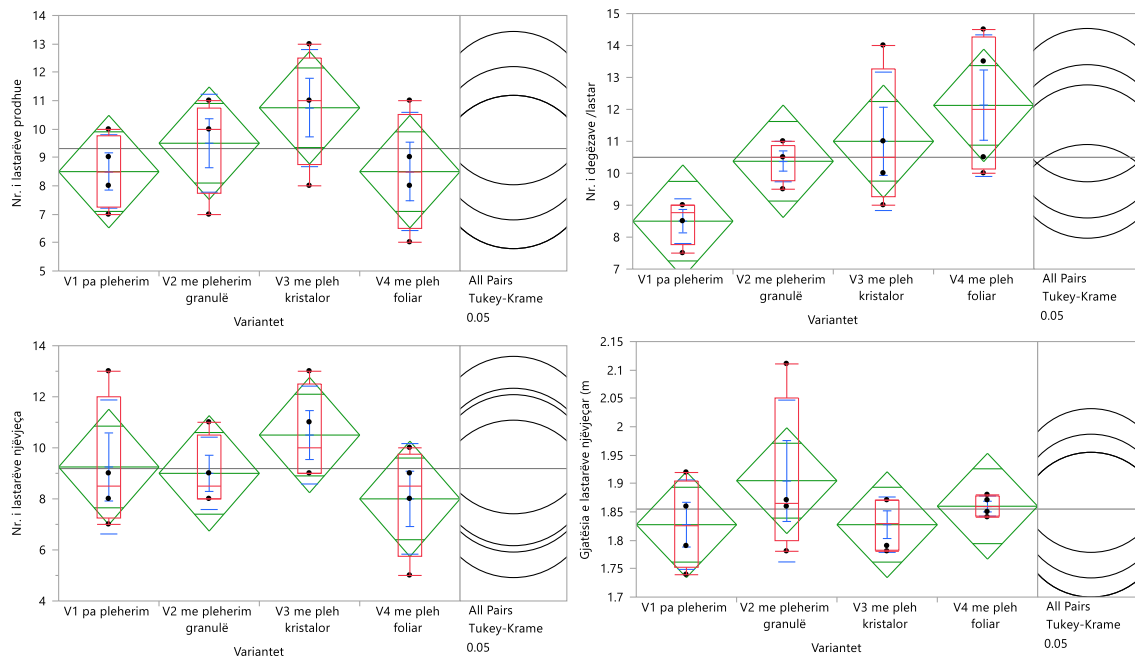 Nr. i lastarëve prodhue
14
13
12
11
10
9
8
7
6
5
V1 pa pleherim
V2 me pleherim
granulë
V3 me pleh
kristalor
V4 me pleh
foliar
All Pairs
Tukey-Krame
0.05
Variantet
Nr. i degëzave /lastar
15
14
13
12
11
10
9
8
7
V1 pa pleherim
V2 me pleherim
granulë
V3 me pleh
kristalor
V4 me pleh
foliar
All Pairs
Tukey-Krame
0.05
Variantet
Nr. i lastarëve njëvjeça
14
12
10
8
6
4
V1 pa pleherim
V2 me pleherim
granulë
V3 me pleh
kristalor
V4 me pleh
foliar
All Pairs
Tukey-Krame
0.05
Variantet
Gjatësia e lastarëve njëvjeçar (m
2.15
2.1
2.05
2
1.95
1.9
1.85
1.8
1.75
1.7
V1 pa pleherim
V2 me pleherim
granulë
V3 me pleh
kristalor
V4 me pleh
foliar
All Pairs
Tukey-Krame
0.05
Variantet